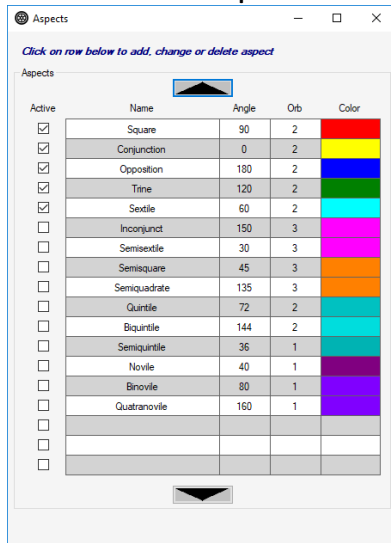 Aspects
Click on row below to add, change or delete aspect
Aspects
Active Name Angle Orb Color
Square 90 2
Conjunction 0 2
Opposition 180 2
Trine 120 2
Sextile 60 2
Inconjunct 150 3
Semisextile 30 3
Semisquare 45 3
Semiquadrate 135 3
Quintile 72 2
Biquintile 144 2
Semiquintile 36 1
Novile 40 1
Binovile 80 1
Quatranovile 160 1